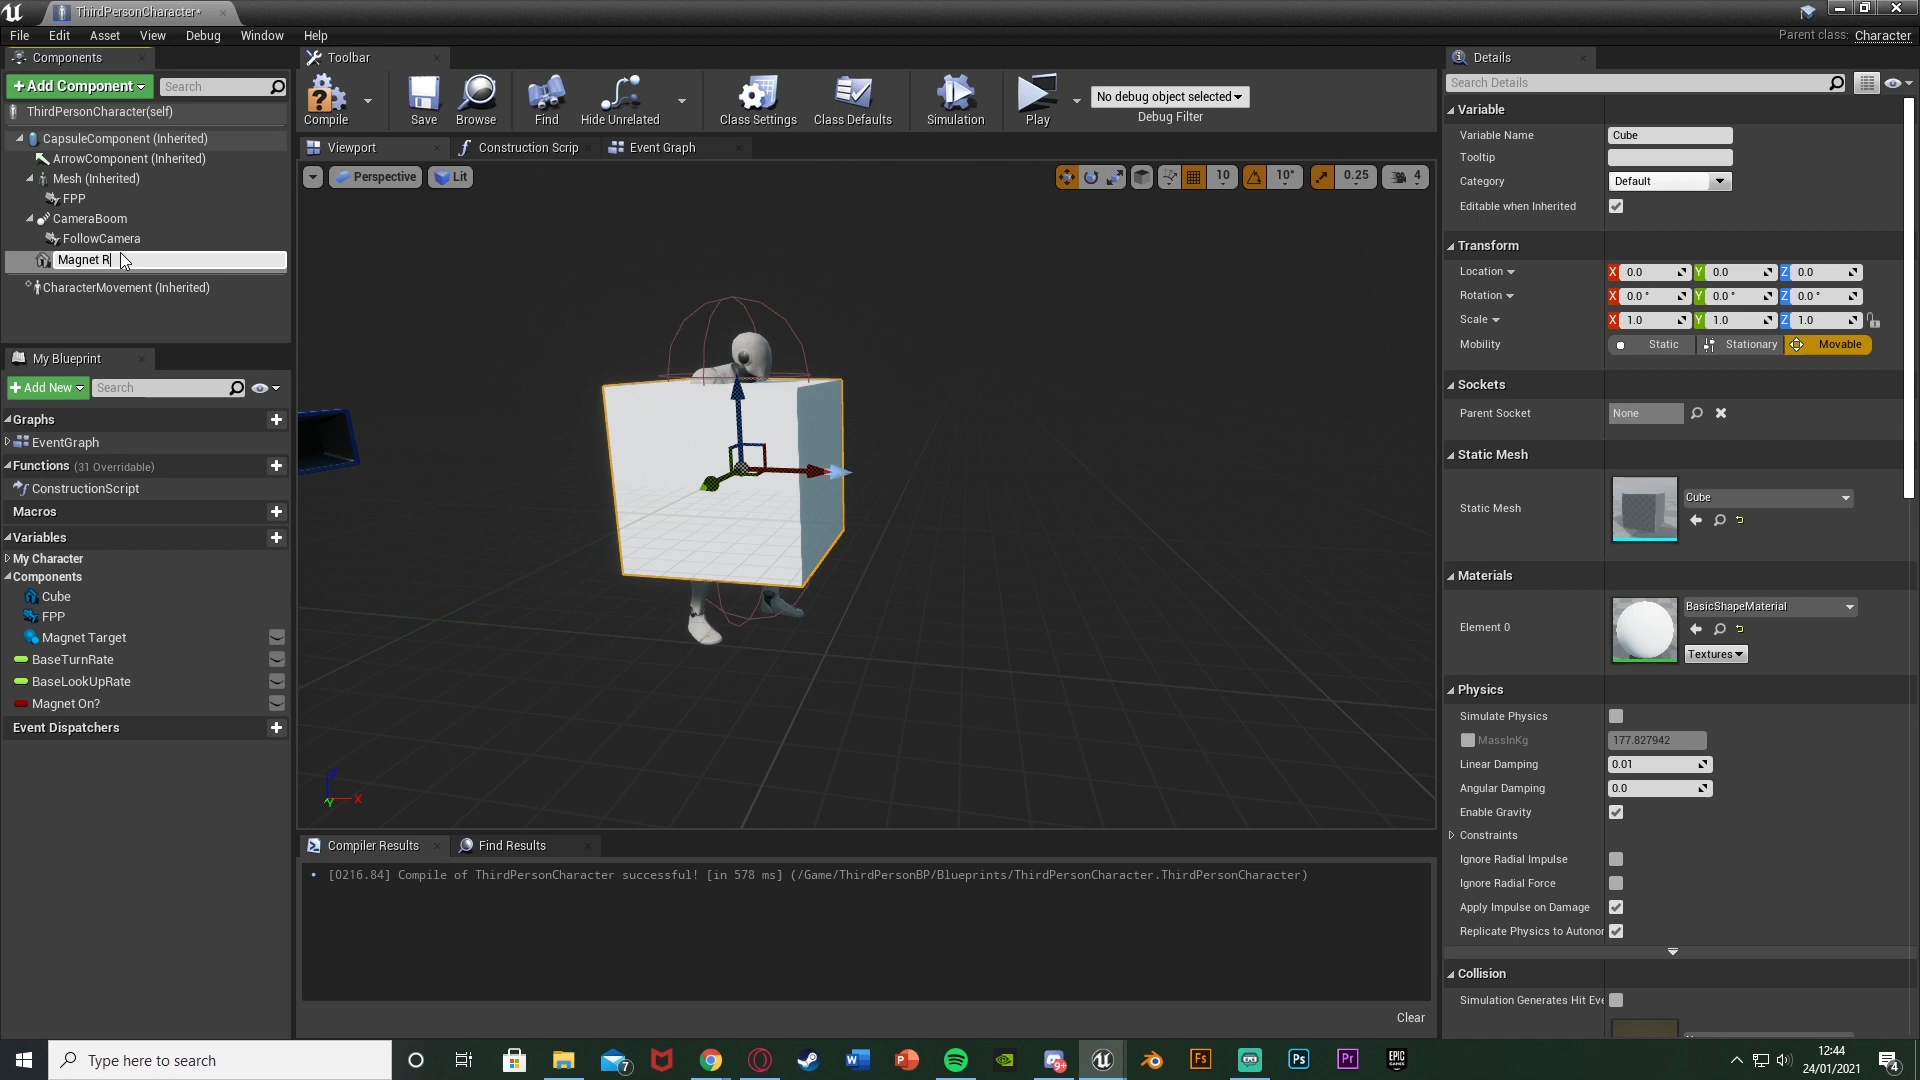 ThirdPersonCharacter*
File Edit Asset View Debug Window Help
Parent class: Character
Components
+Add Component
Search
ThirdPersonCharacter(self)
CapsuleComponent (Inherited)
ArrowComponent (Inherited)
Mesh (Inherited)
FPP
CameraBoom
FollowCamera
Magnet R
CharacterMovement (Inherited)
My Blueprint
+Add New
Search
Graphs
EventGraph
Functions (31 Overridable)
ConstructionScript
Macros
Variables
My Character
Components
Cube
FPP
Magnet Target
BaseTurnRate
BaseLookUpRate
Magnet On?
Event Dispatchers
Toolbar
Compile Save Browse Find Hide Unrelated Class Settings Class Defaults Simulation Play
No debug object selected
Debug Filter
Viewport Construction Scrip Event Graph
Perspective Lit
10 10° 0.25 4
Z
X
Y
Compiler Results Find Results
[0216.84] Compile of ThirdPersonCharacter successful! [in 578 ms] (/Game/ThirdPersonBP/Blueprints/ThirdPersonCharacter.ThirdPersonCharacter)
Clear
Details
Search Details
Variable
Variable Name Cube
Tooltip
Category Default
Editable when Inherited
Transform
Location X 0.0 Y 0.0 Z 0.0
Rotation X 0.0 ° Y 0.0 ° Z 0.0 °
Scale X 1.0 Y 1.0 Z 1.0
Mobility Static Stationary Movable
Sockets
Parent Socket None
Static Mesh
Static Mesh Cube
Materials
Element 0 BasicShapeMaterial
Textures
Physics
Simulate Physics
MassInKg 177.827942
Linear Damping 0.01
Angular Damping 0.0
Enable Gravity
Constraints
Ignore Radial Impulse
Ignore Radial Force
Apply Impulse on Damage
Replicate Physics to Autonor
Collision
Simulation Generates Hit Eve
Type here to search
7
9+
Fs
Ps
Pr
EPIC GAMES
12:44
24/01/2021
4